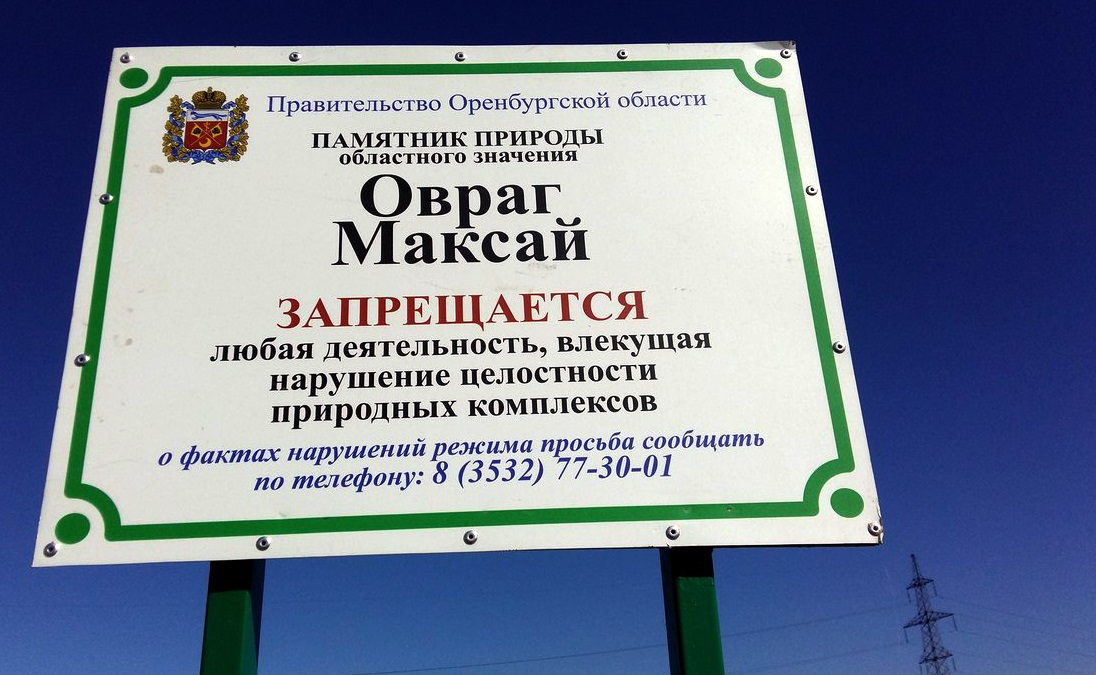 Правительство Оренбургской области
ПАМЯТНИК ПРИРОДЫ
областного значения
Овраг
Максай
ЗАПРЕЩАЕТСЯ
любая деятельность, влекущая
нарушение целостности
природных комплексов
о фактах нарушений режима просьба сообщать
по телефону: 8 (3532) 77-30-01